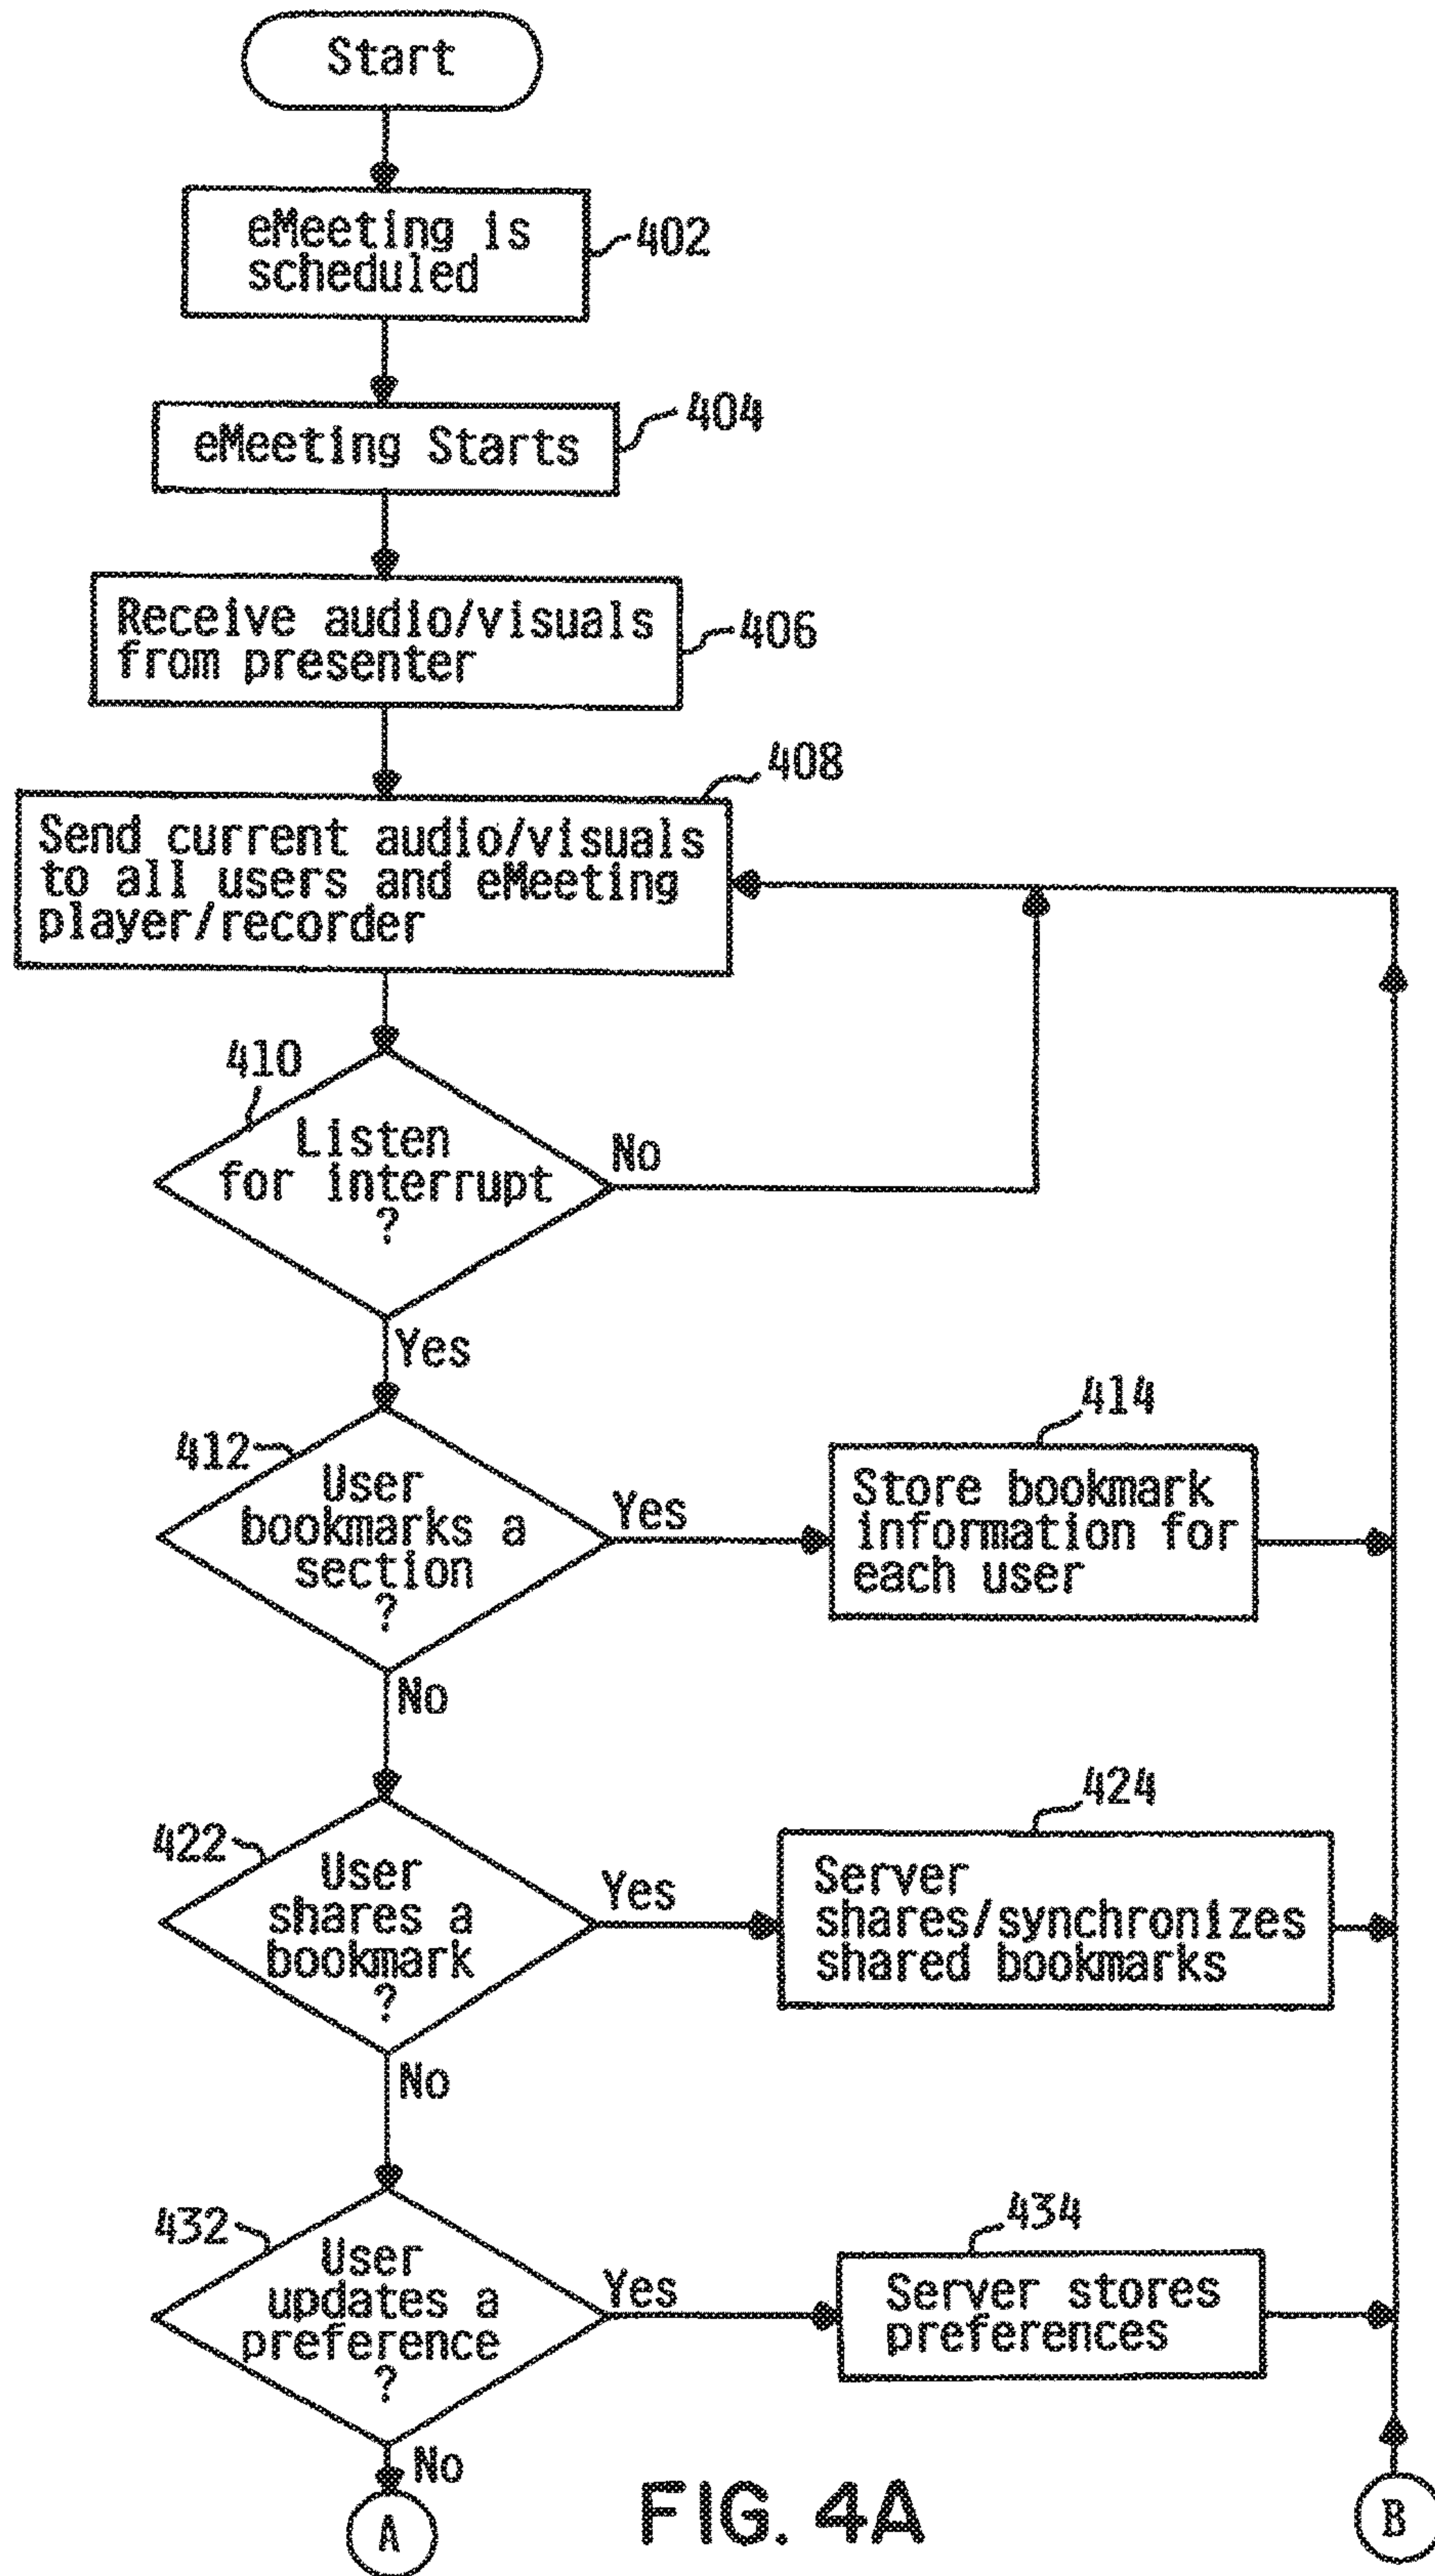 Start
eMeeting is
scheduled
402
eMeeting Starts
404
Receive audio/visuals
from presenter
406
408
Send current audio/visuals
to all users and eMeeting
player/recorder
410
Listen
for interrupt
?
No
Yes
412
User
bookmarks a
section
?
Yes
414
Store bookmark
information for
each user
No
422
User
shares a
bookmark
?
Yes
424
Server
shares/synchronizes
shared bookmarks
No
432
User
updates a
preference
?
Yes
434
Server stores
preferences
No
A
FIG. 4A
B